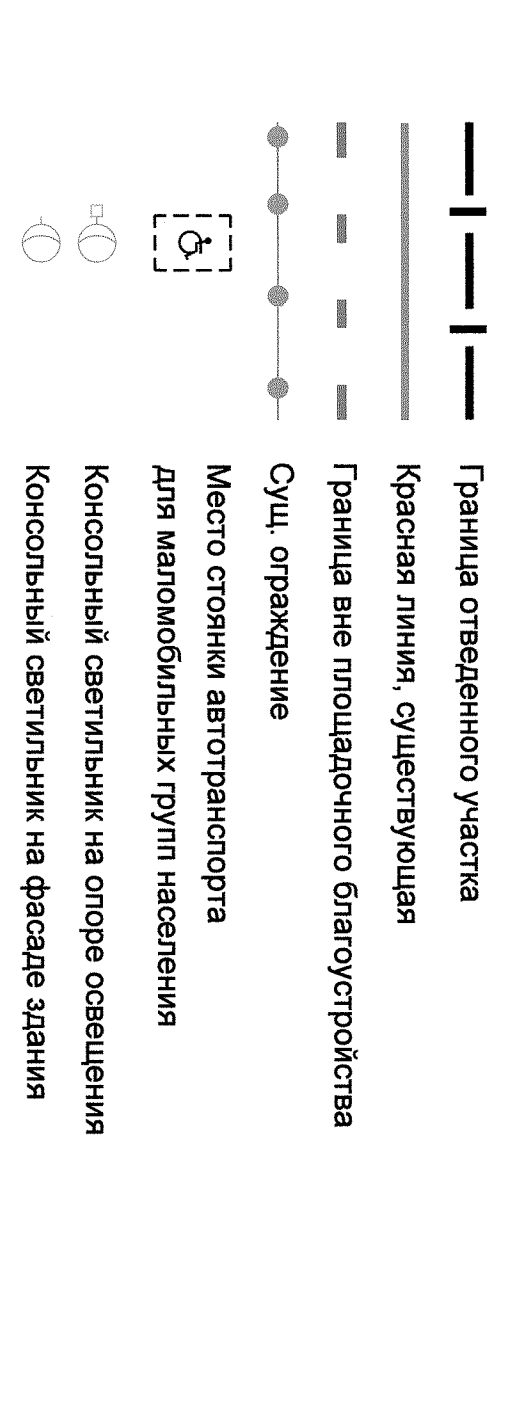 Граница отведенного участка
Красная линия, существующая
Граница вне площадочного благоустройства
Сущ. ограждение
Место стоянки автотранспорта
для маломобильных групп населения
Консольный светильник на опоре освещения
Консольный светильник на фасаде здания